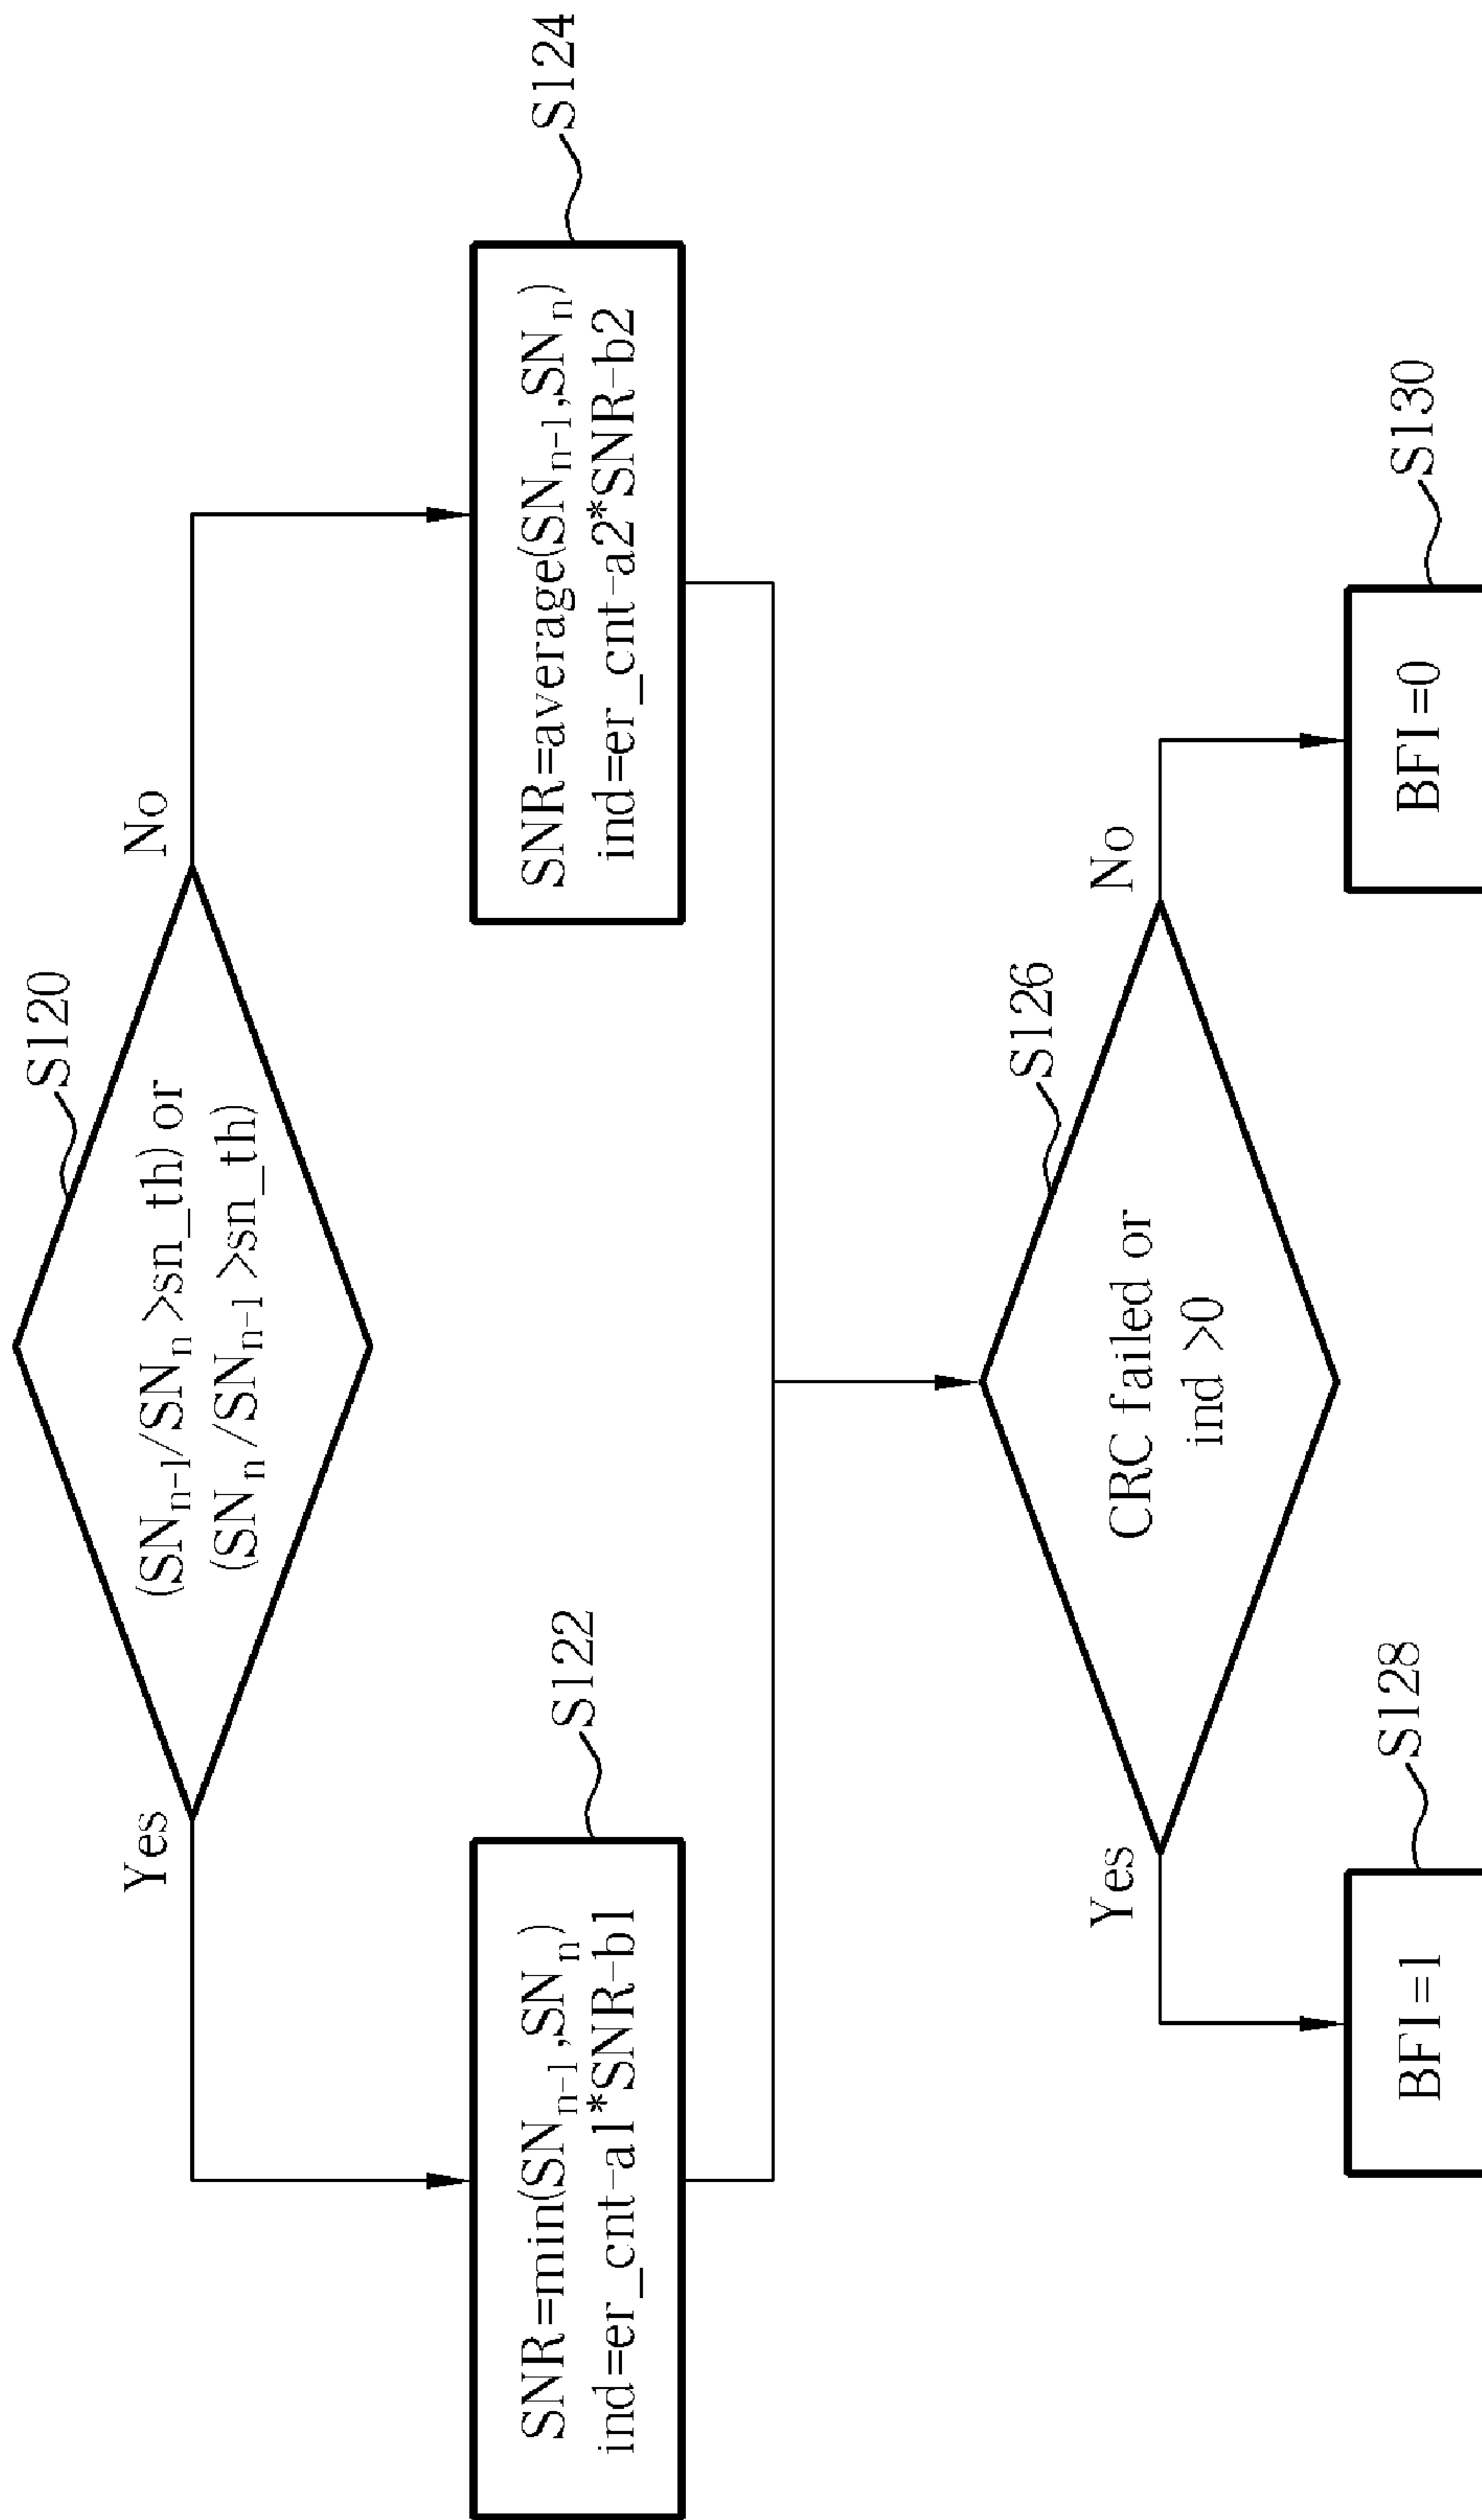 S120
(SNn-1/SNn>sn_th) or
(SNn/SNn-1>sn_th)
Yes
No
S122
SNR=min(SNn-1,SNn)
ind=er_cnt-a1*SNR-b1
S124
SNR=average(SNn-1,SNn)
ind=er_cnt-a2*SNR-b2
S126
CRC failed or
ind >0
Yes
No
S128
BFI=1
S130
BFI=0